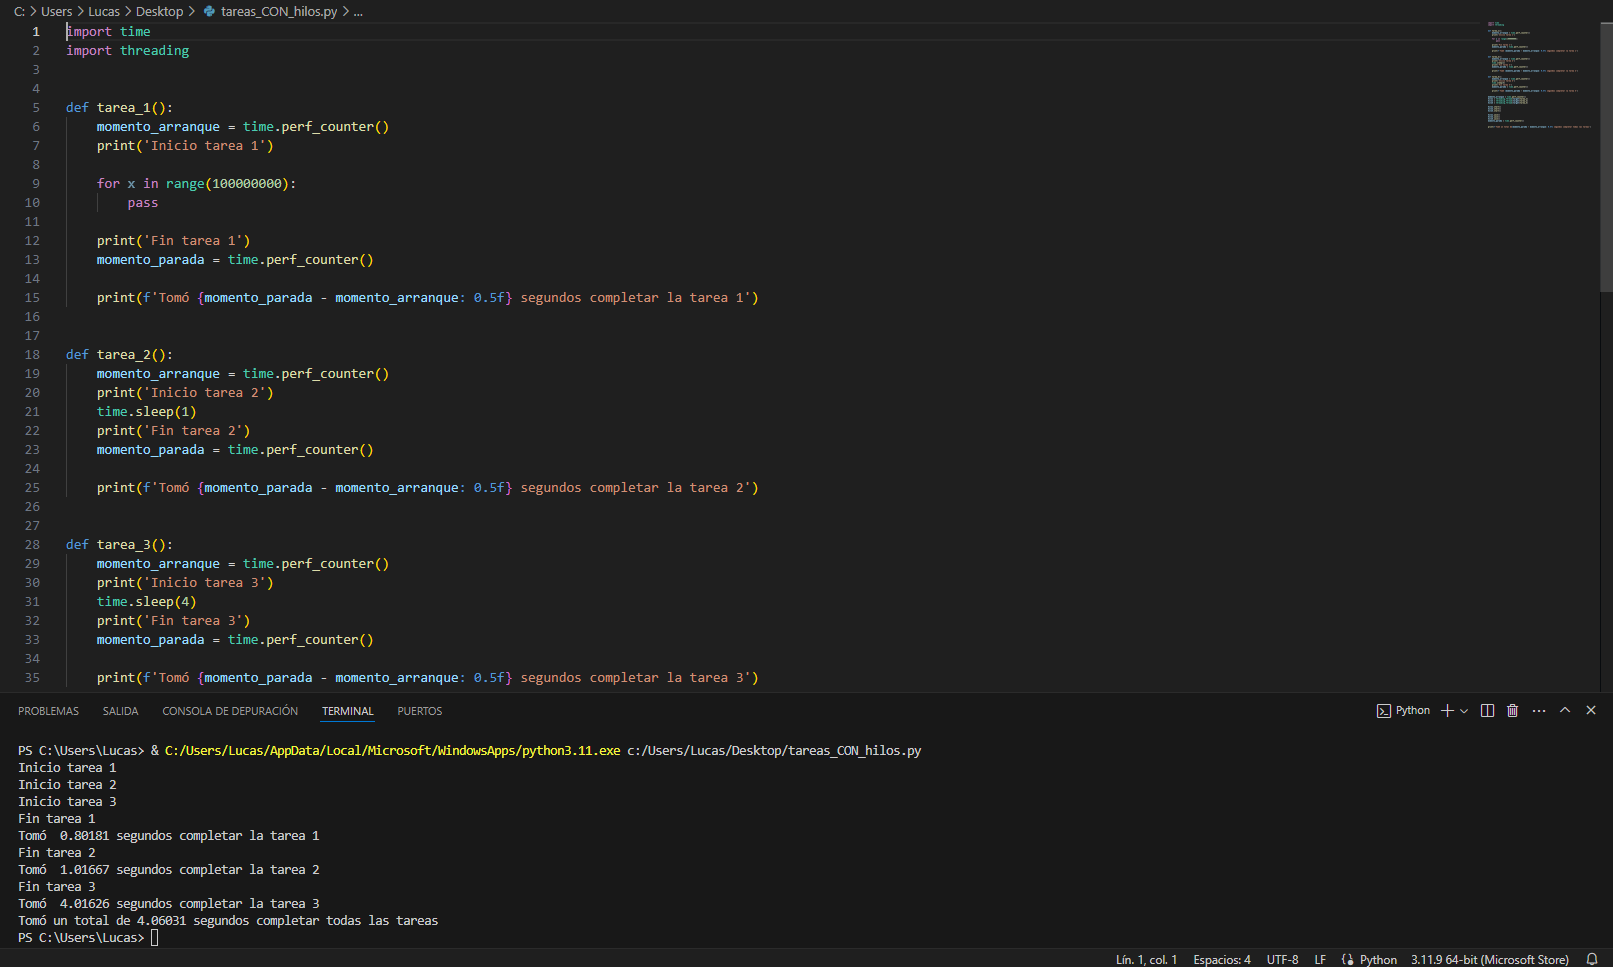 C: > Users > Lucas > Desktop > tareas_CON_hilos.py > ...
1 import time
2 import threading
3
4
5 def tarea_1():
6     momento_arranque = time.perf_counter()
7     print('Inicio tarea 1')
8
9     for x in range(100000000):
10         pass
11
12     print('Fin tarea 1')
13     momento_parada = time.perf_counter()
14
15     print(f'Tomó {momento_parada - momento_arranque: 0.5f} segundos completar la tarea 1')
16
17
18 def tarea_2():
19     momento_arranque = time.perf_counter()
20     print('Inicio tarea 2')
21     time.sleep(1)
22     print('Fin tarea 2')
23     momento_parada = time.perf_counter()
24
25     print(f'Tomó {momento_parada - momento_arranque: 0.5f} segundos completar la tarea 2')
26
27
28 def tarea_3():
29     momento_arranque = time.perf_counter()
30     print('Inicio tarea 3')
31     time.sleep(4)
32     print('Fin tarea 3')
33     momento_parada = time.perf_counter()
34
35     print(f'Tomó {momento_parada - momento_arranque: 0.5f} segundos completar la tarea 3')
PROBLEMAS SALIDA CONSOLA DE DEPURACIÓN TERMINAL PUERTOS Python
PS C:\Users\Lucas> & C:/Users/Lucas/AppData/Local/Microsoft/WindowsApps/python3.11.exe c:/Users/Lucas/Desktop/tareas_CON_hilos.py
Inicio tarea 1
Inicio tarea 2
Inicio tarea 3
Fin tarea 1
Tomó  0.80181 segundos completar la tarea 1
Fin tarea 2
Tomó  1.01667 segundos completar la tarea 2
Fin tarea 3
Tomó  4.01626 segundos completar la tarea 3
Tomó un total de 4.06031 segundos completar todas las tareas
PS C:\Users\Lucas>
Lín. 1, col. 1 Espacios: 4 UTF-8 LF Python 3.11.9 64-bit (Microsoft Store)